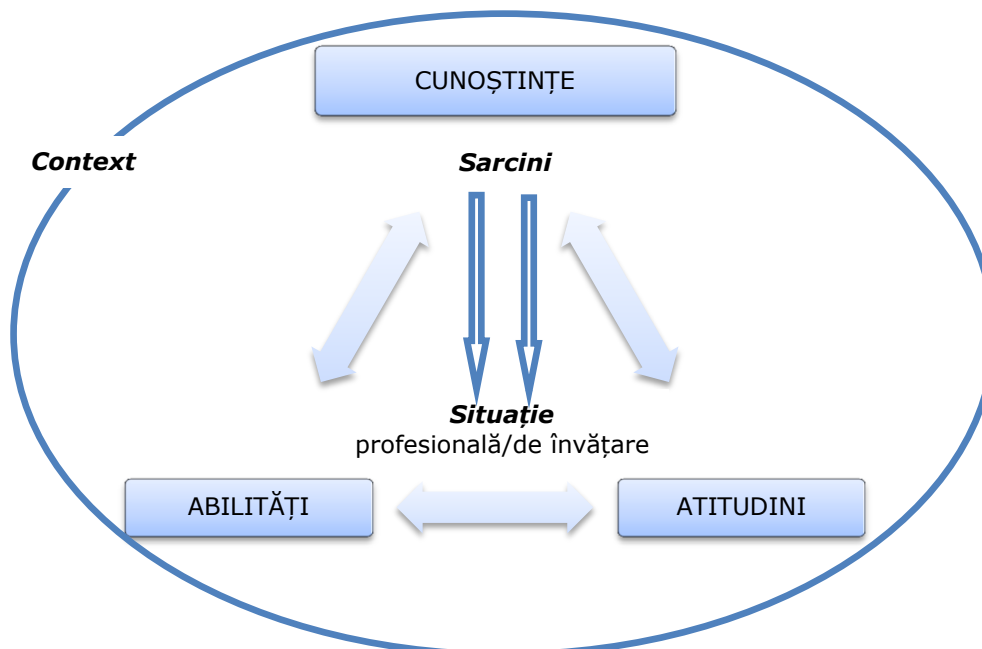 CUNOȘTINȚE
Context
Sarcini
Situație
profesională/de învățare
ABILITĂȚI
ATITUDINI